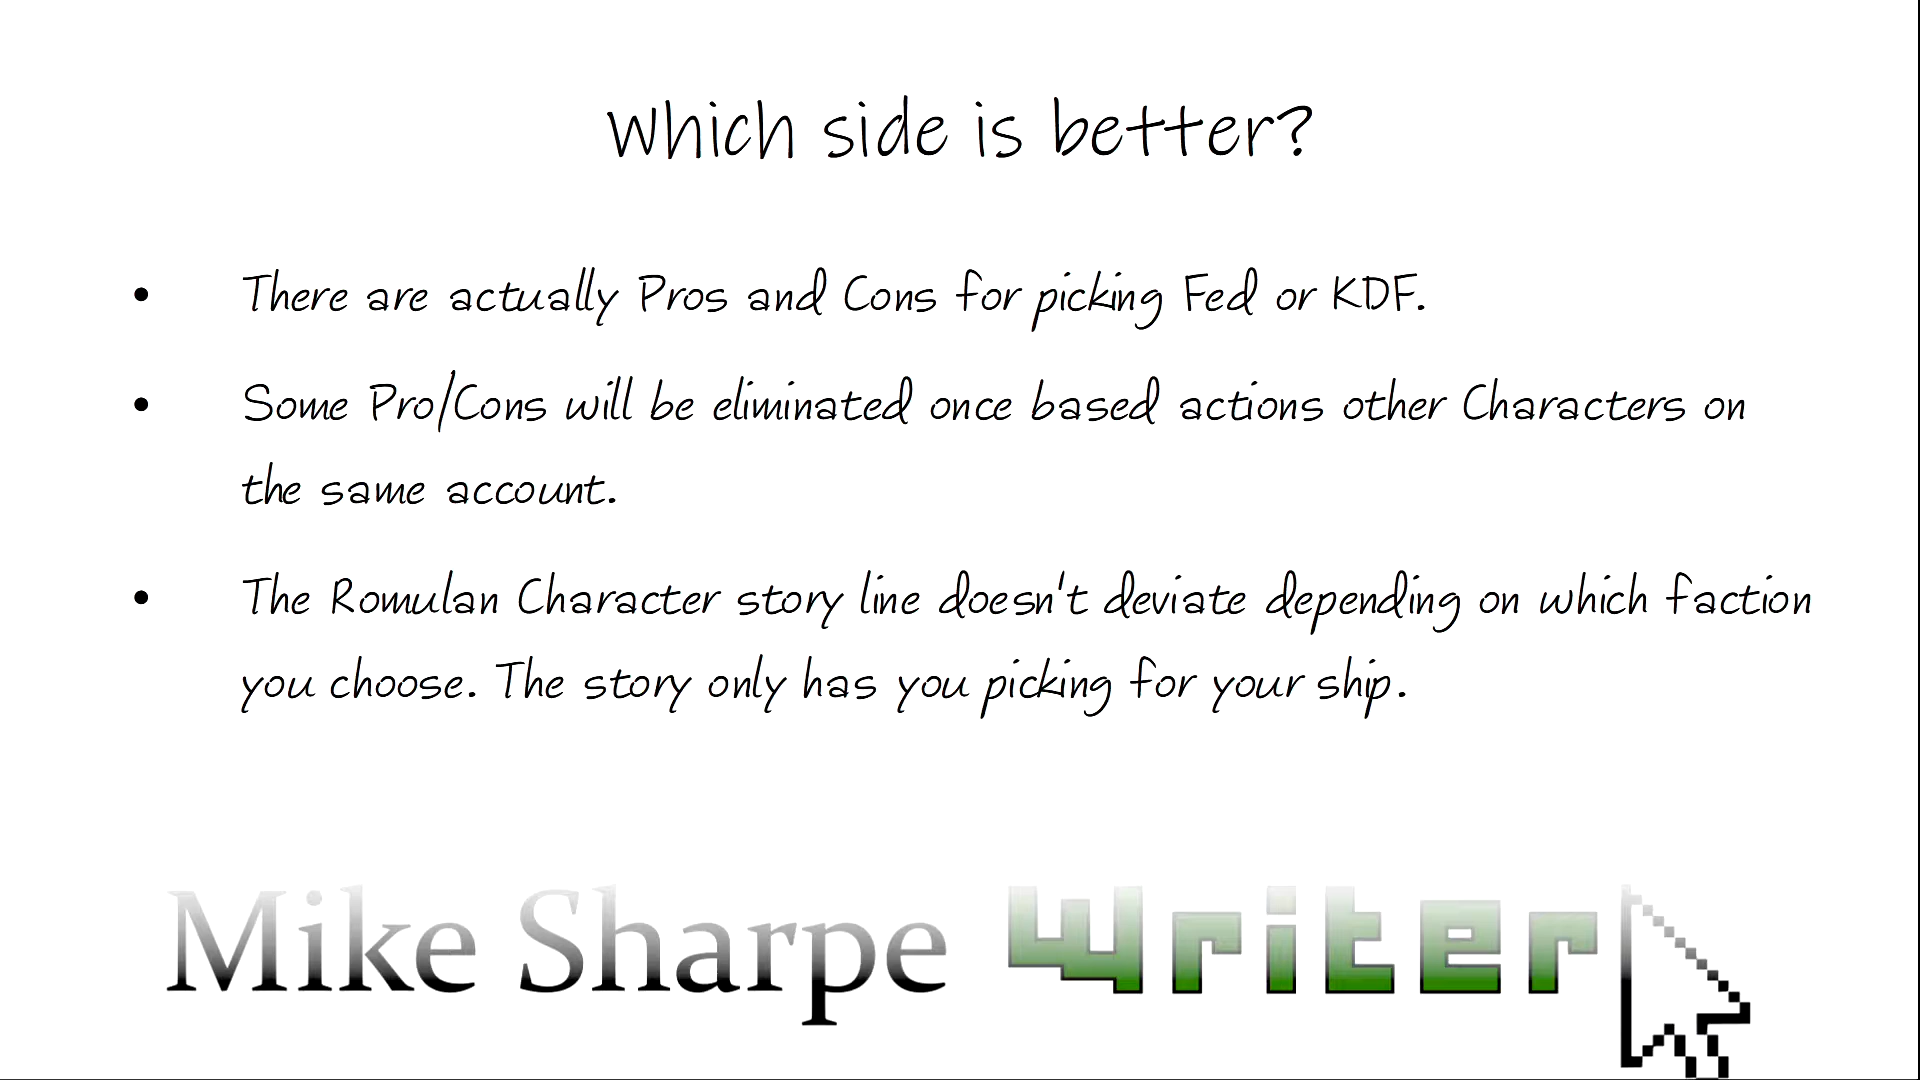 Which side is better?
• There are actually Pros and Cons for picking Fed or KDF.
• Some Pro/Cons will be eliminated once based actions other Characters on
the same account.
• The Romulan Character story line doesn't deviate depending on which faction
you choose. The story only has you picking for your ship.
Mike Sharpe Writer